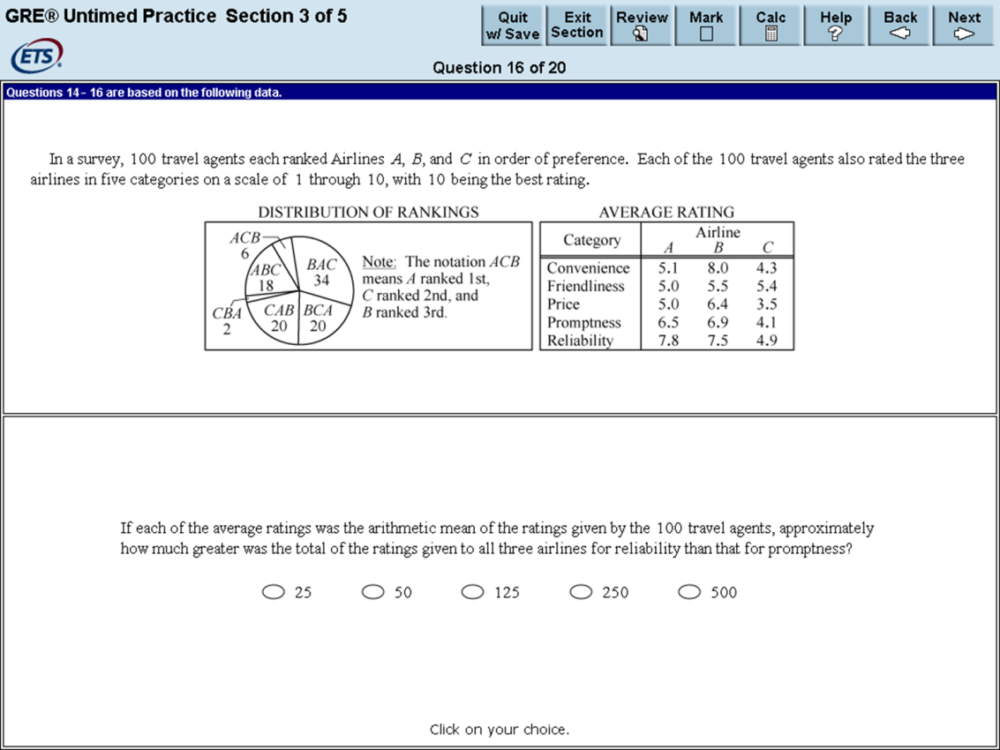 GRE® Untimed Practice Section 3 of 5
Quit w/ Save
Exit Section
Review
Mark
Calc
Help
Back
Next
ETS®
Question 16 of 20
Questions 14 – 16 are based on the following data.
In a survey, 100 travel agents each ranked Airlines A, B, and C in order of preference. Each of the 100 travel agents also rated the three
airlines in five categories on a scale of 1 through 10, with 10 being the best rating.
DISTRIBUTION OF RANKINGS
ACB
6
ABC
18
BAC
34
CBA
2
CAB
20
BCA
20
Note: The notation ACB
means A ranked 1st,
C ranked 2nd, and
B ranked 3rd.
AVERAGE RATING
Category Airline
A B C
Convenience 5.1 8.0 4.3
Friendliness 5.0 5.5 5.4
Price 5.0 6.4 3.5
Promptness 6.5 6.9 4.1
Reliability 7.8 7.5 4.9
If each of the average ratings was the arithmetic mean of the ratings given by the 100 travel agents, approximately
how much greater was the total of the ratings given to all three airlines for reliability than that for promptness?
25 50 125 250 500
Click on your choice.